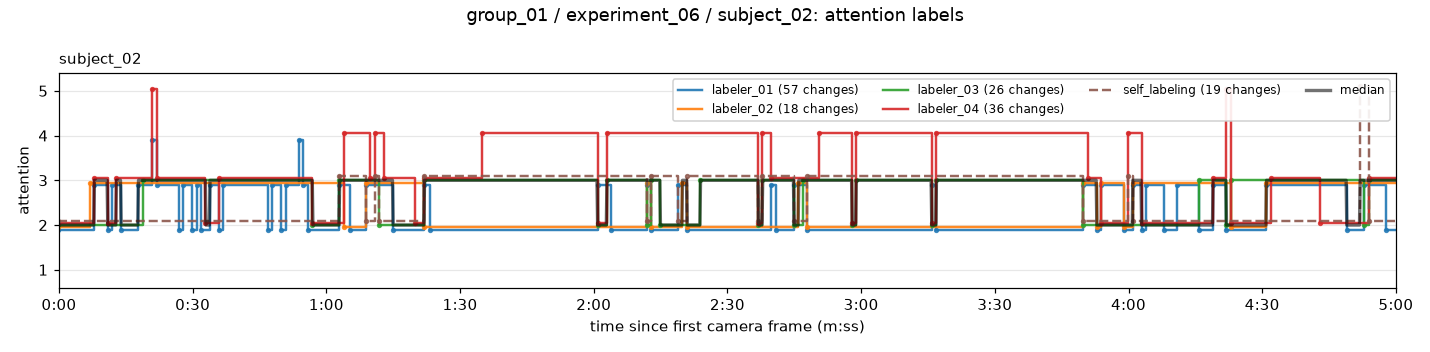 group_01 / experiment_06 / subject_02: attention labels
subject_02
labeler_01 (57 changes)
labeler_02 (18 changes)
labeler_03 (26 changes)
labeler_04 (36 changes)
self_labeling (19 changes)
median
attention
5
4
3
2
1
0:00 0:30 1:00 1:30 2:00 2:30 3:00 3:30 4:00 4:30 5:00
time since first camera frame (m:ss)